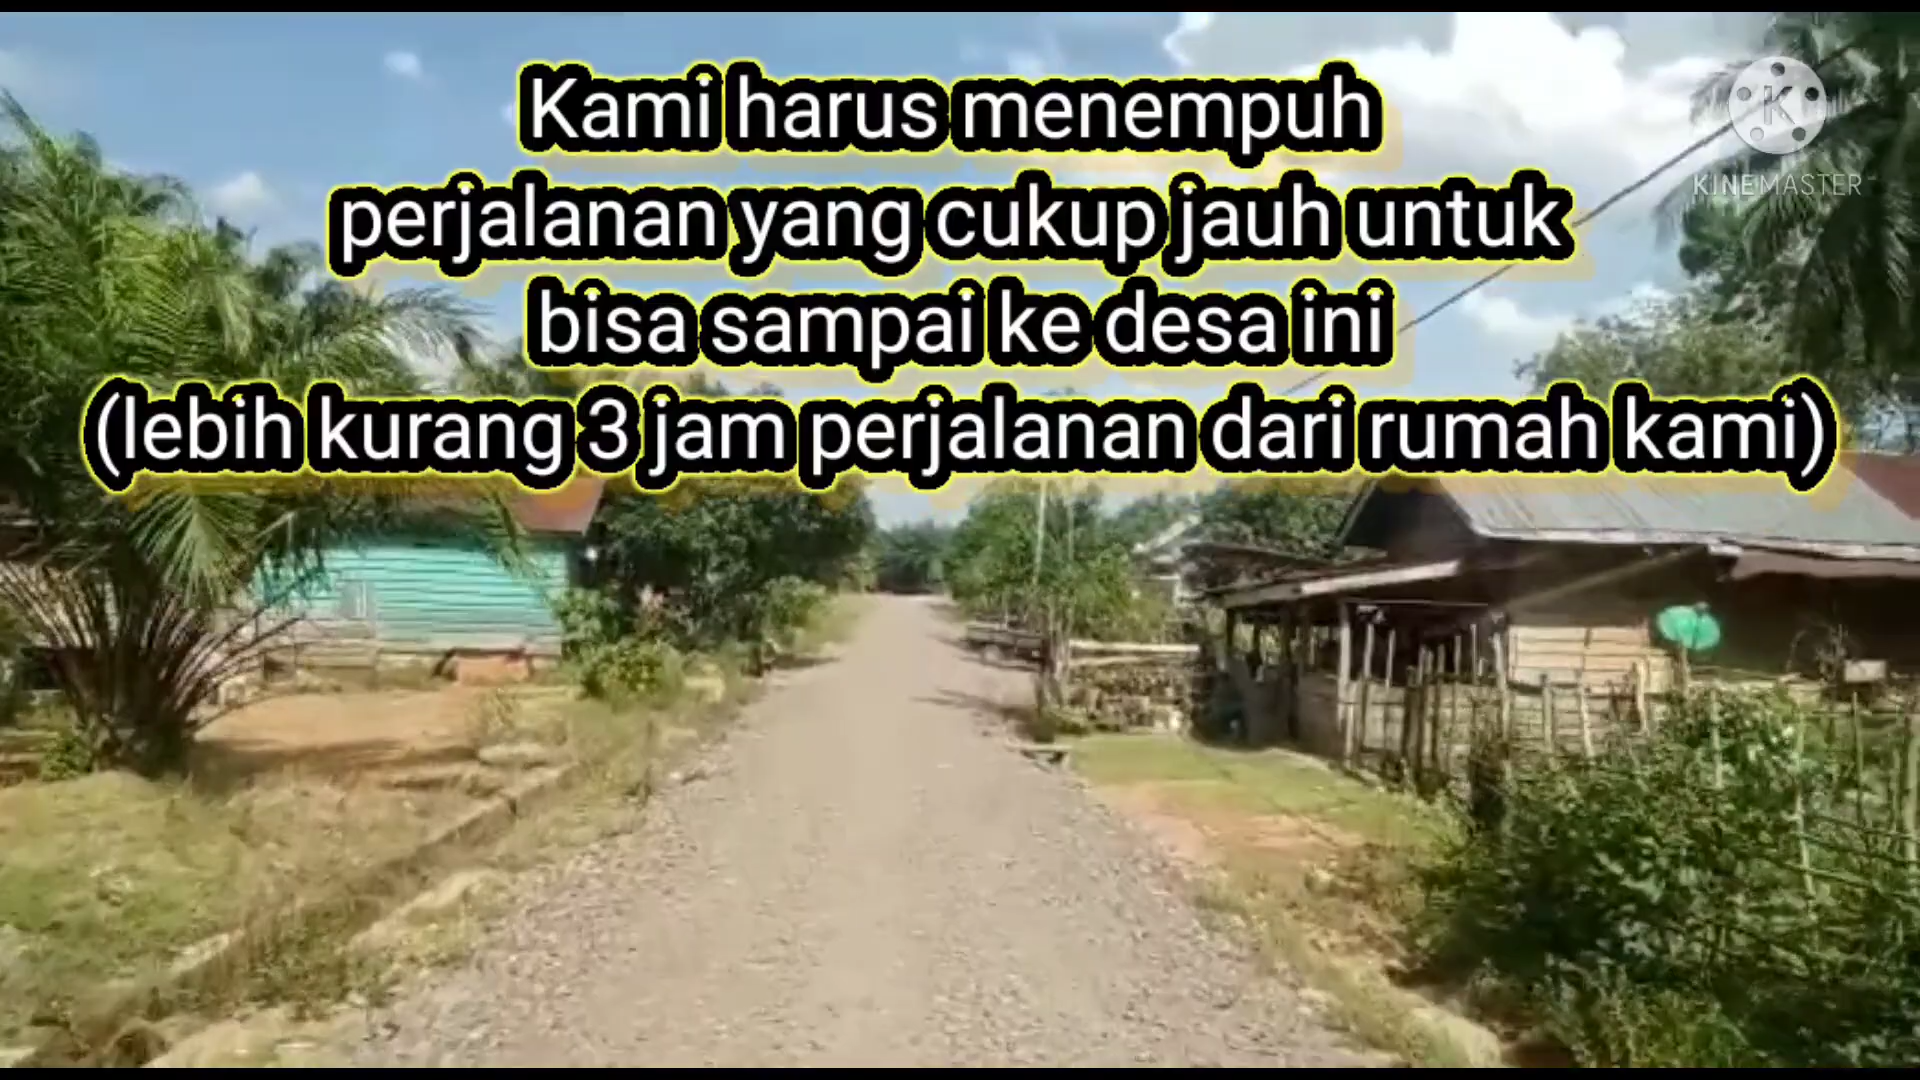 Kami harus menempuh
perjalanan yang cukup jauh untuk
bisa sampai ke desa ini
(lebih kurang 3 jam perjalanan dari rumah kami)
K
KINEMASTER